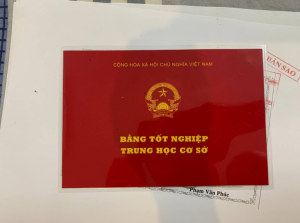 CỘNG HÒA XÃ HỘI CHỦ NGHĨA VIỆT NAM
BẰNG TỐT NGHIỆP
TRUNG HỌC CƠ SỞ
BẢN SAO
Phạm Văn Phúc